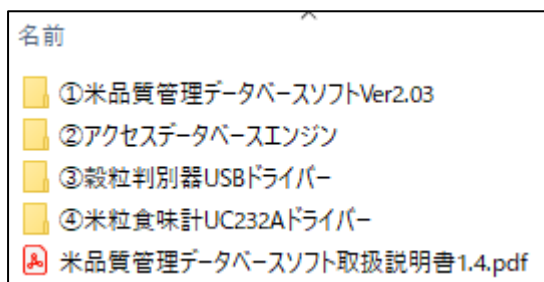 名前
①米品質管理データベースソフトVer2.03
②アクセスデータベースエンジン
③穀粒判別器USBドライバー
④米粒食味計UC232Aドライバー
米品質管理データベースソフト取扱説明書1.4.pdf